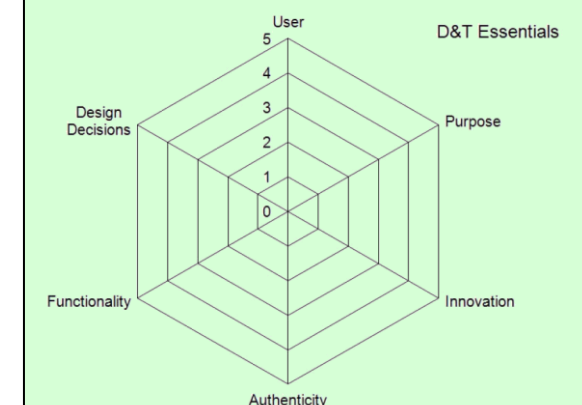 User
D&T Essentials
5
4
3
2
1
0
Design
Decisions
Purpose
Functionality
Innovation
Authenticity